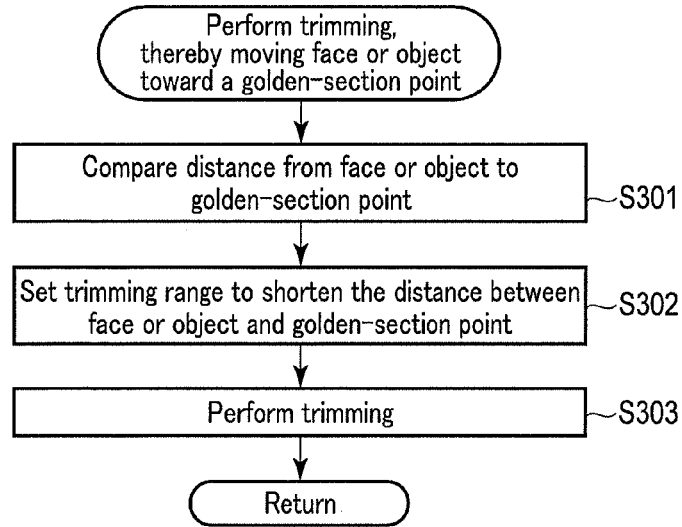 Perform trimming,
thereby moving face or object
toward a golden-section point
Compare distance from face or object to
golden-section point
S301
Set trimming range to shorten the distance between
face or object and golden-section point
S302
Perform trimming
S303
Return